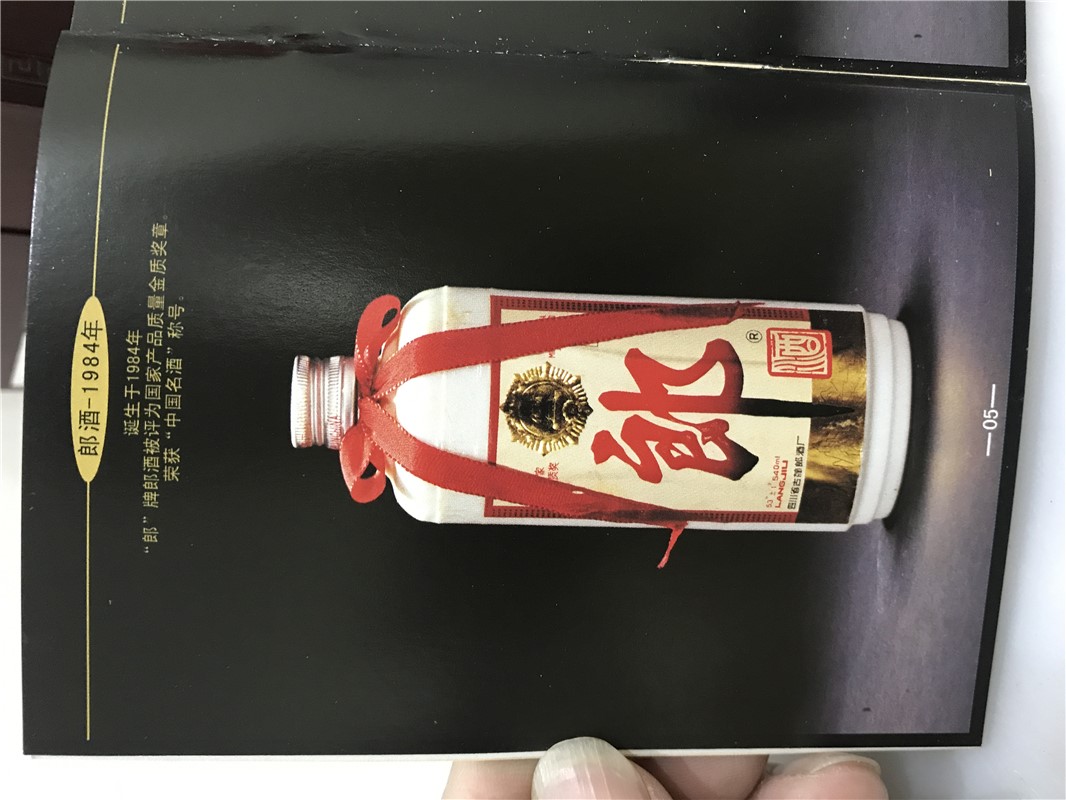 郎酒-1984年
诞生于1984年
“郎”牌郎酒被评为国家产品质量金质奖章。
荣获“中国名酒”称号。
郎
®
酒
53° 540ml
LANGJIU
四川省古蔺郎酒厂
—05—